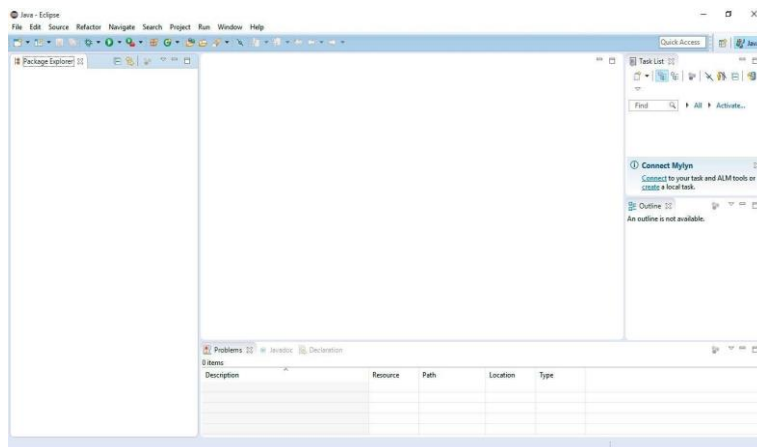 Java - Eclipse
File Edit Source Refactor Navigate Search Project Run Window Help
Quick Access
Java
Package Explorer
Task List
Find All Activate...
Connect Mylyn
Connect to your task and ALM tools or
create a local task.
Outline
An outline is not available.
Problems Javadoc Declaration
0 items
Description Resource Path Location Type